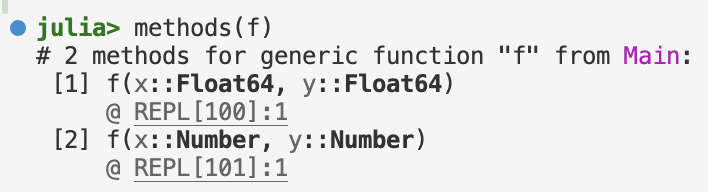 julia> methods(f)
# 2 methods for generic function "f" from Main:
[1] f(x::Float64, y::Float64)
@ REPL[100]:1
[2] f(x::Number, y::Number)
@ REPL[101]:1